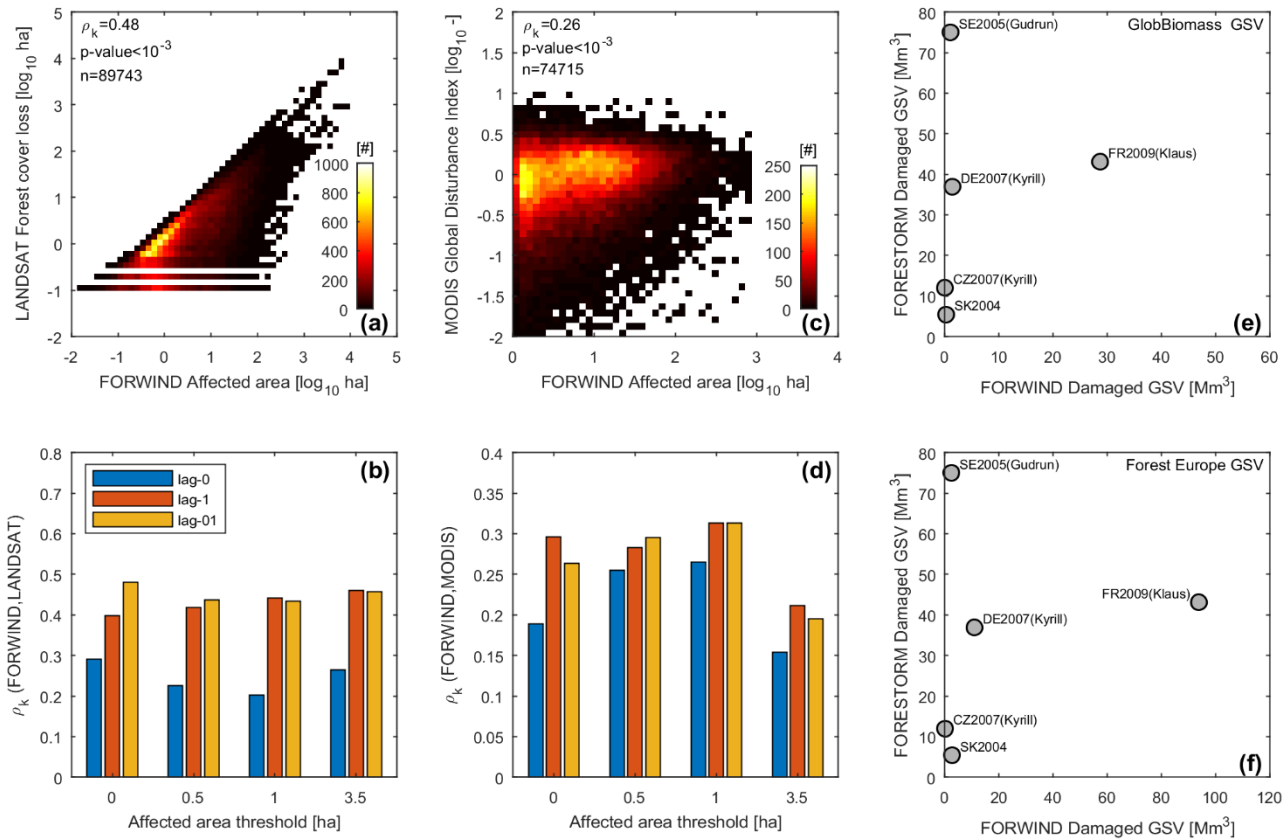 ρk=0.48
p-value<10-3
n=89743
LANDSAT Forest cover loss [log10 ha]
5
4
3
2
1
0
-1
-2
[#]
1000
800
600
400
200
0
(a)
-2 -1 0 1 2 3 4 5
FORWIND Affected area [log10 ha]
ρk=0.26
p-value<10-3
n=74715
MODIS Global Disturbance Index [log10 -]
2
1.5
1
0.5
0
-0.5
-1
-1.5
-2
[#]
250
200
150
100
50
0
(c)
0 1 2 3 4
FORWIND Affected area [log10 ha]
GlobBiomass GSV
FORESTORM Damaged GSV [Mm3]
80
70
60
50
40
30
20
10
0
SE2005(Gudrun)
FR2009(Klaus)
DE2007(Kyrill)
CZ2007(Kyrill)
SK2004
(e)
0 10 20 30 40 50 60
FORWIND Damaged GSV [Mm3]
(b)
lag-0
lag-1
lag-01
ρk (FORWIND,LANDSAT)
0.8
0.7
0.6
0.5
0.4
0.3
0.2
0.1
0
0 0.5 1 3.5
Affected area threshold [ha]
(d)
ρk (FORWIND,MODIS)
0.4
0.35
0.3
0.25
0.2
0.15
0.1
0.05
0
0 0.5 1 3.5
Affected area threshold [ha]
Forest Europe GSV
FORESTORM Damaged GSV [Mm3]
80
70
60
50
40
30
20
10
0
SE2005(Gudrun)
FR2009(Klaus)
DE2007(Kyrill)
CZ2007(Kyrill)
SK2004
(f)
0 20 40 60 80 100 120
FORWIND Damaged GSV [Mm3]